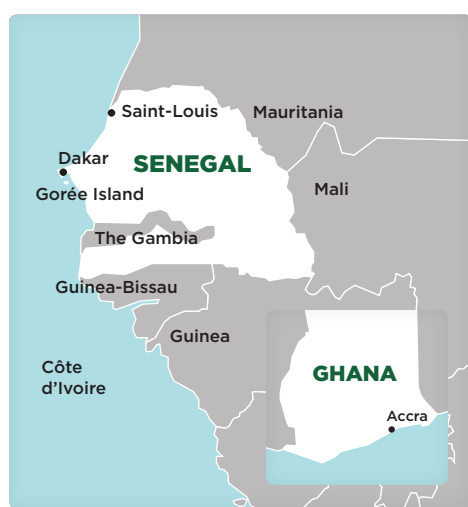 Saint-Louis
Mauritania
Dakar
SENEGAL
Gorée Island
Mali
The Gambia
Guinea-Bissau
Guinea
Côte
d'Ivoire
GHANA
Accra